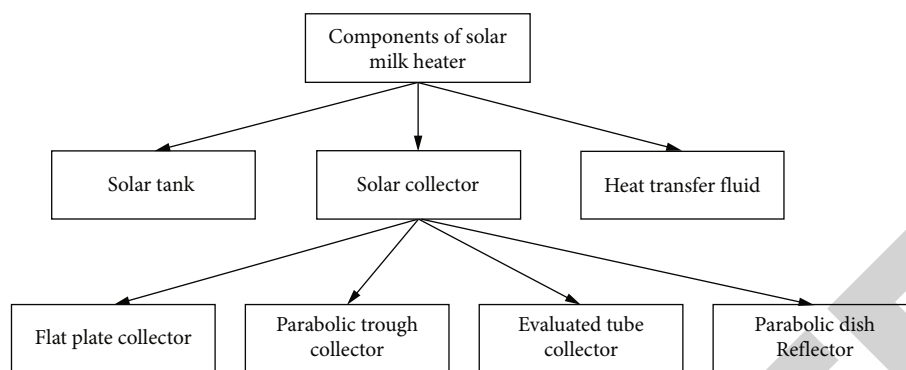 Components of solar
milk heater
Solar tank
Solar collector
Heat transfer fluid
Flat plate collector
Parabolic trough
collector
Evaluated tube
collector
Parabolic dish
Reflector